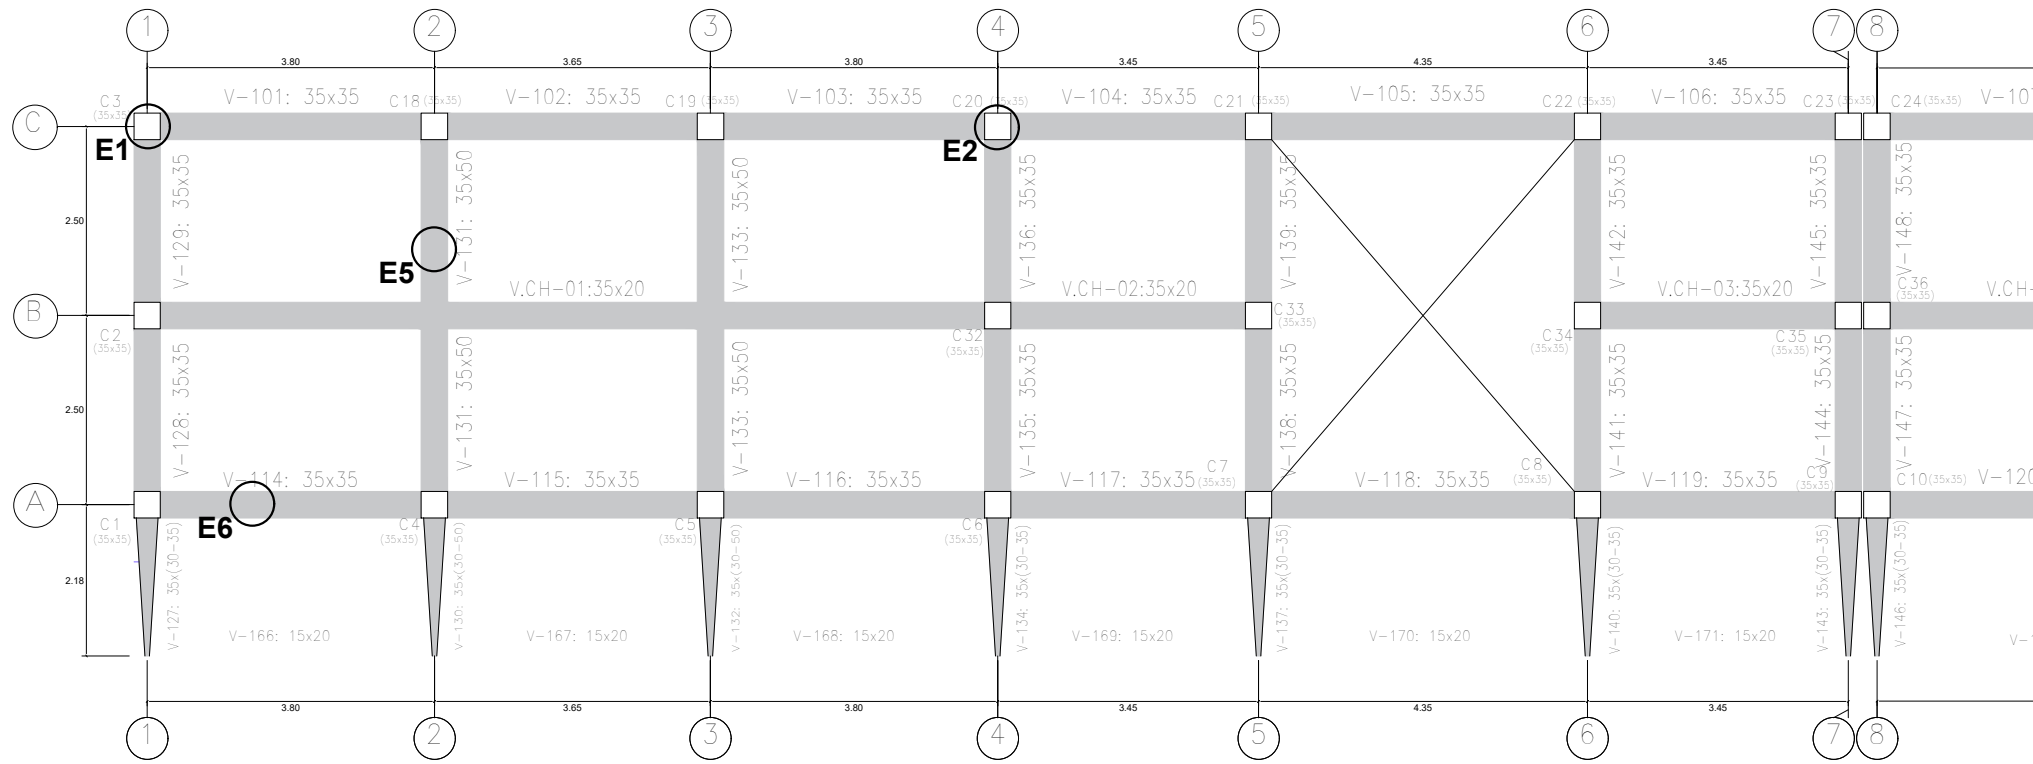 1 2 3 4 5 6 7 8
3.80 3.65 3.80 3.45 4.35 3.45
C3 (35x35) V-101: 35x35 C18 (35x35) V-102: 35x35 C19 (35x35) V-103: 35x35 C20 (35x35) V-104: 35x35 C21 (35x35) V-105: 35x35 C22 (35x35) V-106: 35x35 C23 (35x35) C24 (35x35) V-107
C
E1 E2
2.50
V-129: 35x35
V-131: 35x50
V-133: 35x50
V-136: 35x35
V-139: 35x35
V-142: 35x35
V-145: 35x35
V-148: 35x35
E5
V.CH-01:35x20 V.CH-02:35x20 V.CH-03:35x20 V.CH-
B
C2 (35x35) C32 (35x35) C33 (35x35) C34 (35x35) C35 (35x35) C36 (35x35)
2.50
V-128: 35x35
V-131: 35x50
V-133: 35x50
V-135: 35x35
V-138: 35x35
V-141: 35x35
V-144: 35x35
V-147: 35x35
V-114: 35x35 V-115: 35x35 V-116: 35x35 V-117: 35x35 C7 (35x35) V-118: 35x35 C8 (35x35) V-119: 35x35 C9 (35x35) C10 (35x35) V-120
A
E6
C1 (35x35) C4 (35x35) C5 (35x35) C6 (35x35)
2.18
V-127: 35x(30-35)
V-130: 35x(30-50)
V-132: 35x(30-50)
V-134: 35x(30-35)
V-137: 35x(30-35)
V-140: 35x(30-35)
V-143: 35x(30-35)
V-146: 35x(30-35)
V-166: 15x20 V-167: 15x20 V-168: 15x20 V-169: 15x20 V-170: 15x20 V-171: 15x20
3.80 3.65 3.80 3.45 4.35 3.45
1 2 3 4 5 6 7 8